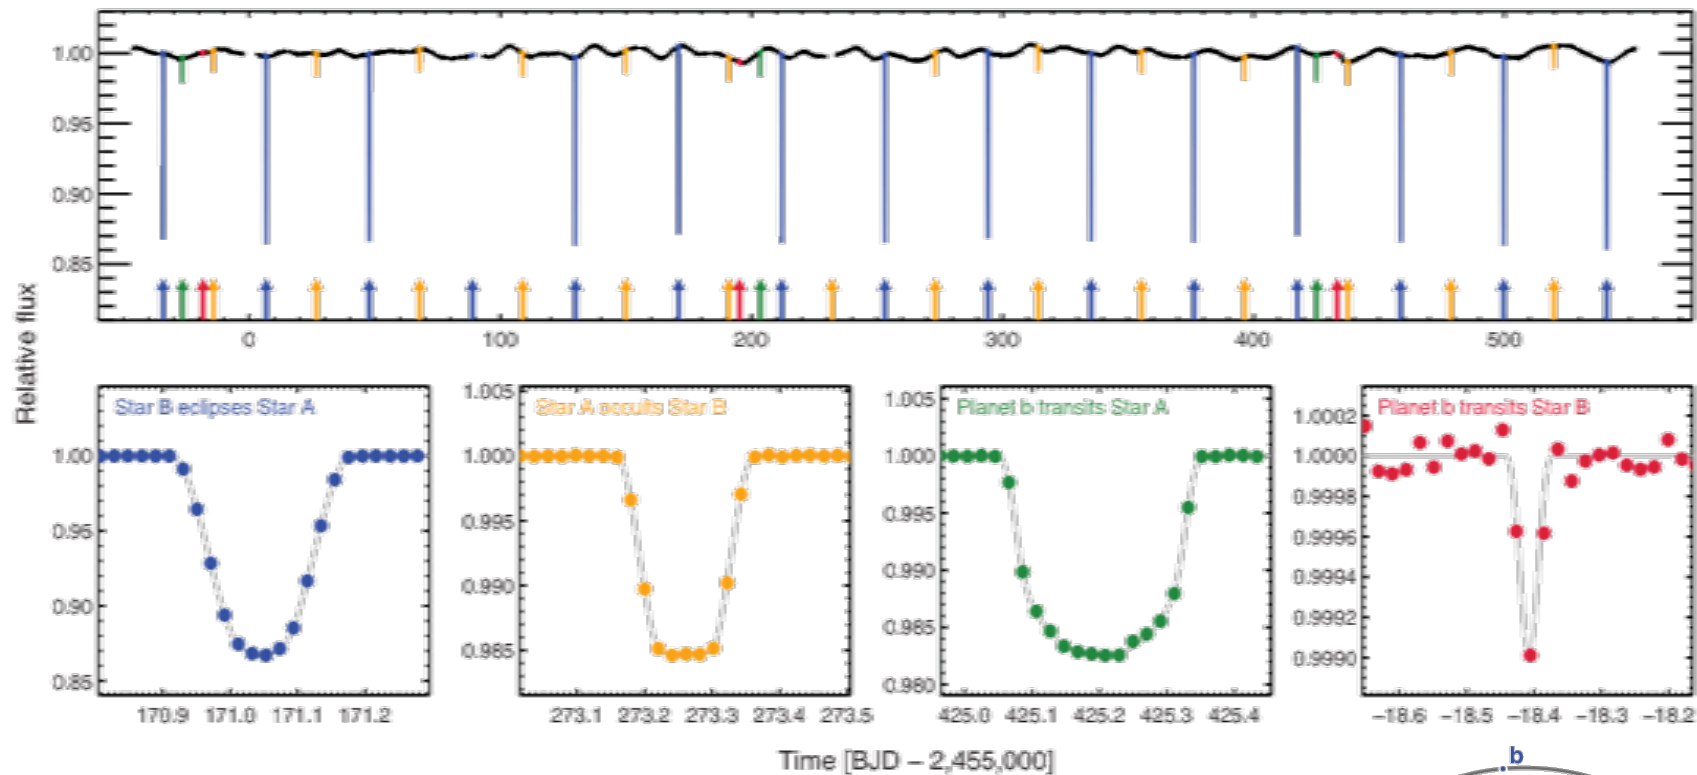 Relative flux
1.00
0.95
0.90
0.85
0 100 200 300 400 500
Star B eclipses Star A
1.00
0.95
0.90
0.85
170.9 171.0 171.1 171.2
Star A occults Star B
1.005
1.000
0.995
0.990
0.985
273.1 273.2 273.3 273.4 273.5
Planet b transits Star A
1.005
1.000
0.995
0.990
0.985
0.980
425.0 425.1 425.2 425.3 425.4
Planet b transits Star B
1.0002
1.0000
0.9998
0.9996
0.9994
0.9992
0.9990
−18.6 −18.5 −18.4 −18.3 −18.2
Time [BJD − 2,455,000]
b